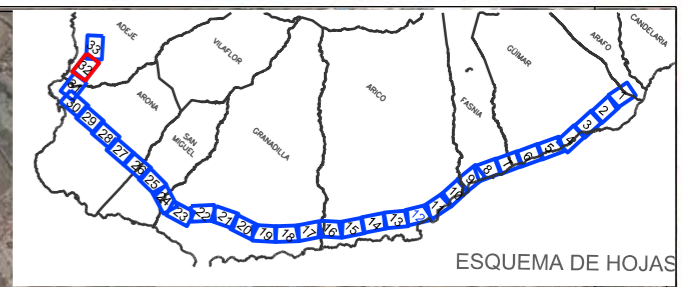 CANDELARIA
ARAFO
GÜIMAR
FASNIA
ARICO
GRANADILLA
SAN
MIGUEL
VILAFLOR
ARONA
ADEJE
33
32
31
30
29
28
27
26
25
24
23
22
21
20
19
18
17
16
15
14
13
12
11
10
9
8
7
6
5
4
3
2
1
ESQUEMA DE HOJAS